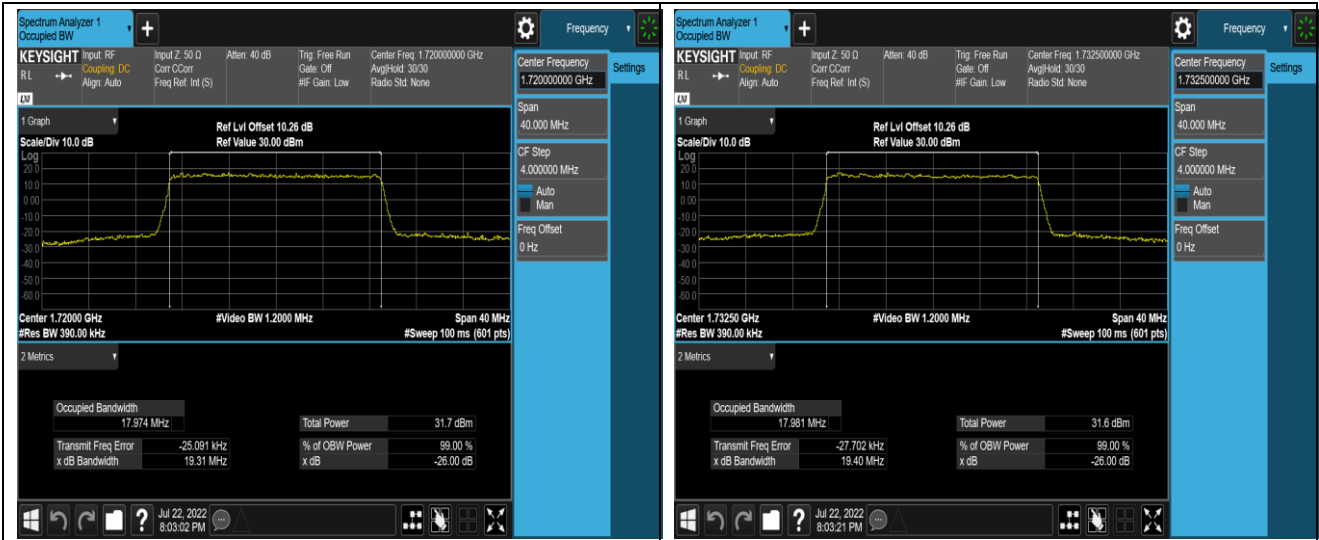 Spectrum Analyzer 1
Occupied BW
Frequency
KEYSIGHT
RL
LXI
Input: RF
Coupling: DC
Align: Auto
Input Z: 50 Ω
Corr CCorr
Freq Ref: Int (S)
Atten: 40 dB
Trig: Free Run
Gate: Off
#IF Gain: Low
Center Freq: 1.720000000 GHz
Avg|Hold: 30/30
Radio Std: None
Center Frequency
1.72000000 GHz
Settings
Span
40.000 MHz
CF Step
4.000000 MHz
Auto
Man
Freq Offset
0 Hz
1 Graph
Scale/Div 10.0 dB
Ref Lvl Offset 10.26 dB
Ref Value 30.00 dBm
Log
20.0
10.0
0.00
-10.0
-20.0
-30.0
-40.0
-50.0
-60.0
Center 1.72000 GHz
#Video BW 1.2000 MHz
Span 40 MHz
#Res BW 390.00 kHz
#Sweep 100 ms (601 pts)
2 Metrics
Occupied Bandwidth
17.974 MHz
Total Power 31.7 dBm
Transmit Freq Error -25.091 kHz
% of OBW Power 99.00 %
x dB Bandwidth 19.31 MHz
x dB -26.00 dB
?
Jul 22, 2022
8:03:02 PM
Spectrum Analyzer 1
Occupied BW
Frequency
KEYSIGHT
RL
LXI
Input: RF
Coupling: DC
Align: Auto
Input Z: 50 Ω
Corr CCorr
Freq Ref: Int (S)
Atten: 40 dB
Trig: Free Run
Gate: Off
#IF Gain: Low
Center Freq: 1.732500000 GHz
Avg|Hold: 30/30
Radio Std: None
Center Frequency
1.732500000 GHz
Settings
Span
40.000 MHz
CF Step
4.000000 MHz
Auto
Man
Freq Offset
0 Hz
1 Graph
Scale/Div 10.0 dB
Ref Lvl Offset 10.26 dB
Ref Value 30.00 dBm
Log
20.0
10.0
0.00
-10.0
-20.0
-30.0
-40.0
-50.0
-60.0
Center 1.73250 GHz
#Video BW 1.2000 MHz
Span 40 MHz
#Res BW 390.00 kHz
#Sweep 100 ms (601 pts)
2 Metrics
Occupied Bandwidth
17.981 MHz
Total Power 31.6 dBm
Transmit Freq Error -27.702 kHz
% of OBW Power 99.00 %
x dB Bandwidth 19.40 MHz
x dB -26.00 dB
?
Jul 22, 2022
8:03:21 PM